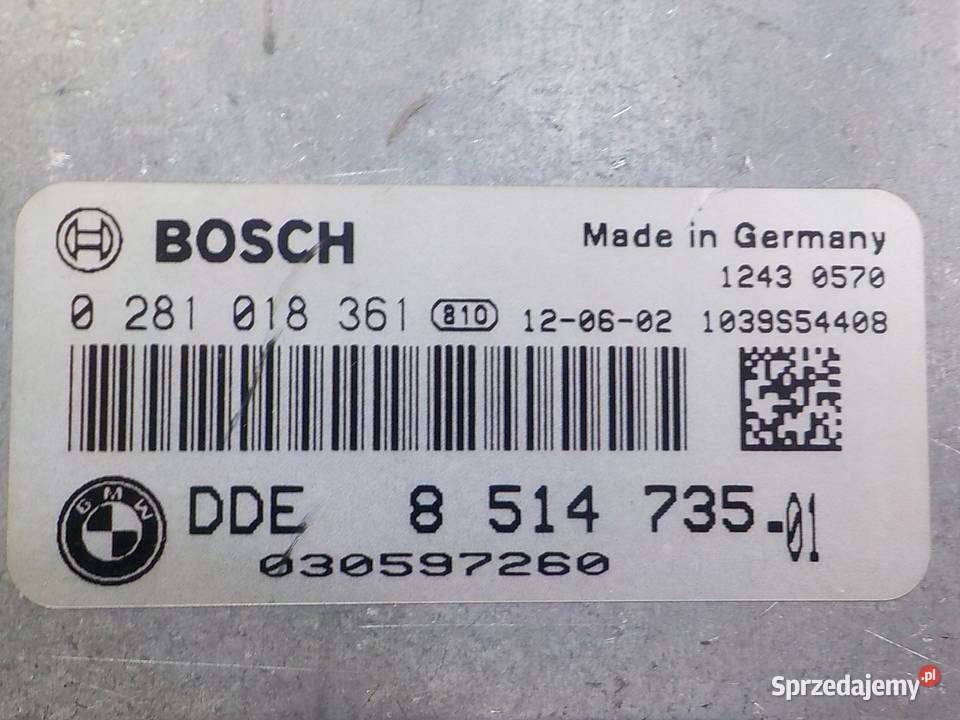 BOSCH
Made in Germany
1243 0570
0 281 018 361 810 12-06-02 1039S54408
BMW
DDE 8 514 735.01
030597260
Sprzedajemy.pl